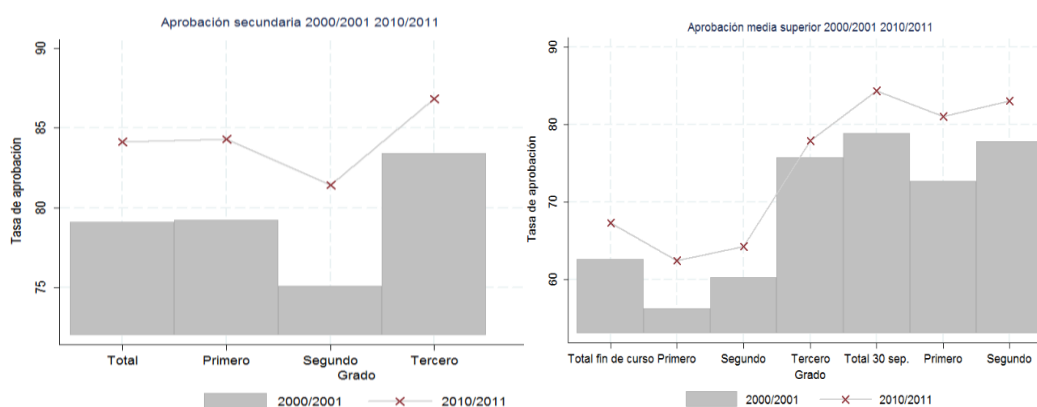 Aprobación secundaria 2000/2001 2010/2011
Tasa de aprobación
90
85
80
75
Total Primero Segundo Tercero
Grado
2000/2001 2010/2011
Aprobación media superior 2000/2001 2010/2011
Tasa de aprobación
90
80
70
60
Total fin de curso Primero Segundo Tercero Total 30 sep. Primero Segundo
Grado
2000/2001 2010/2011